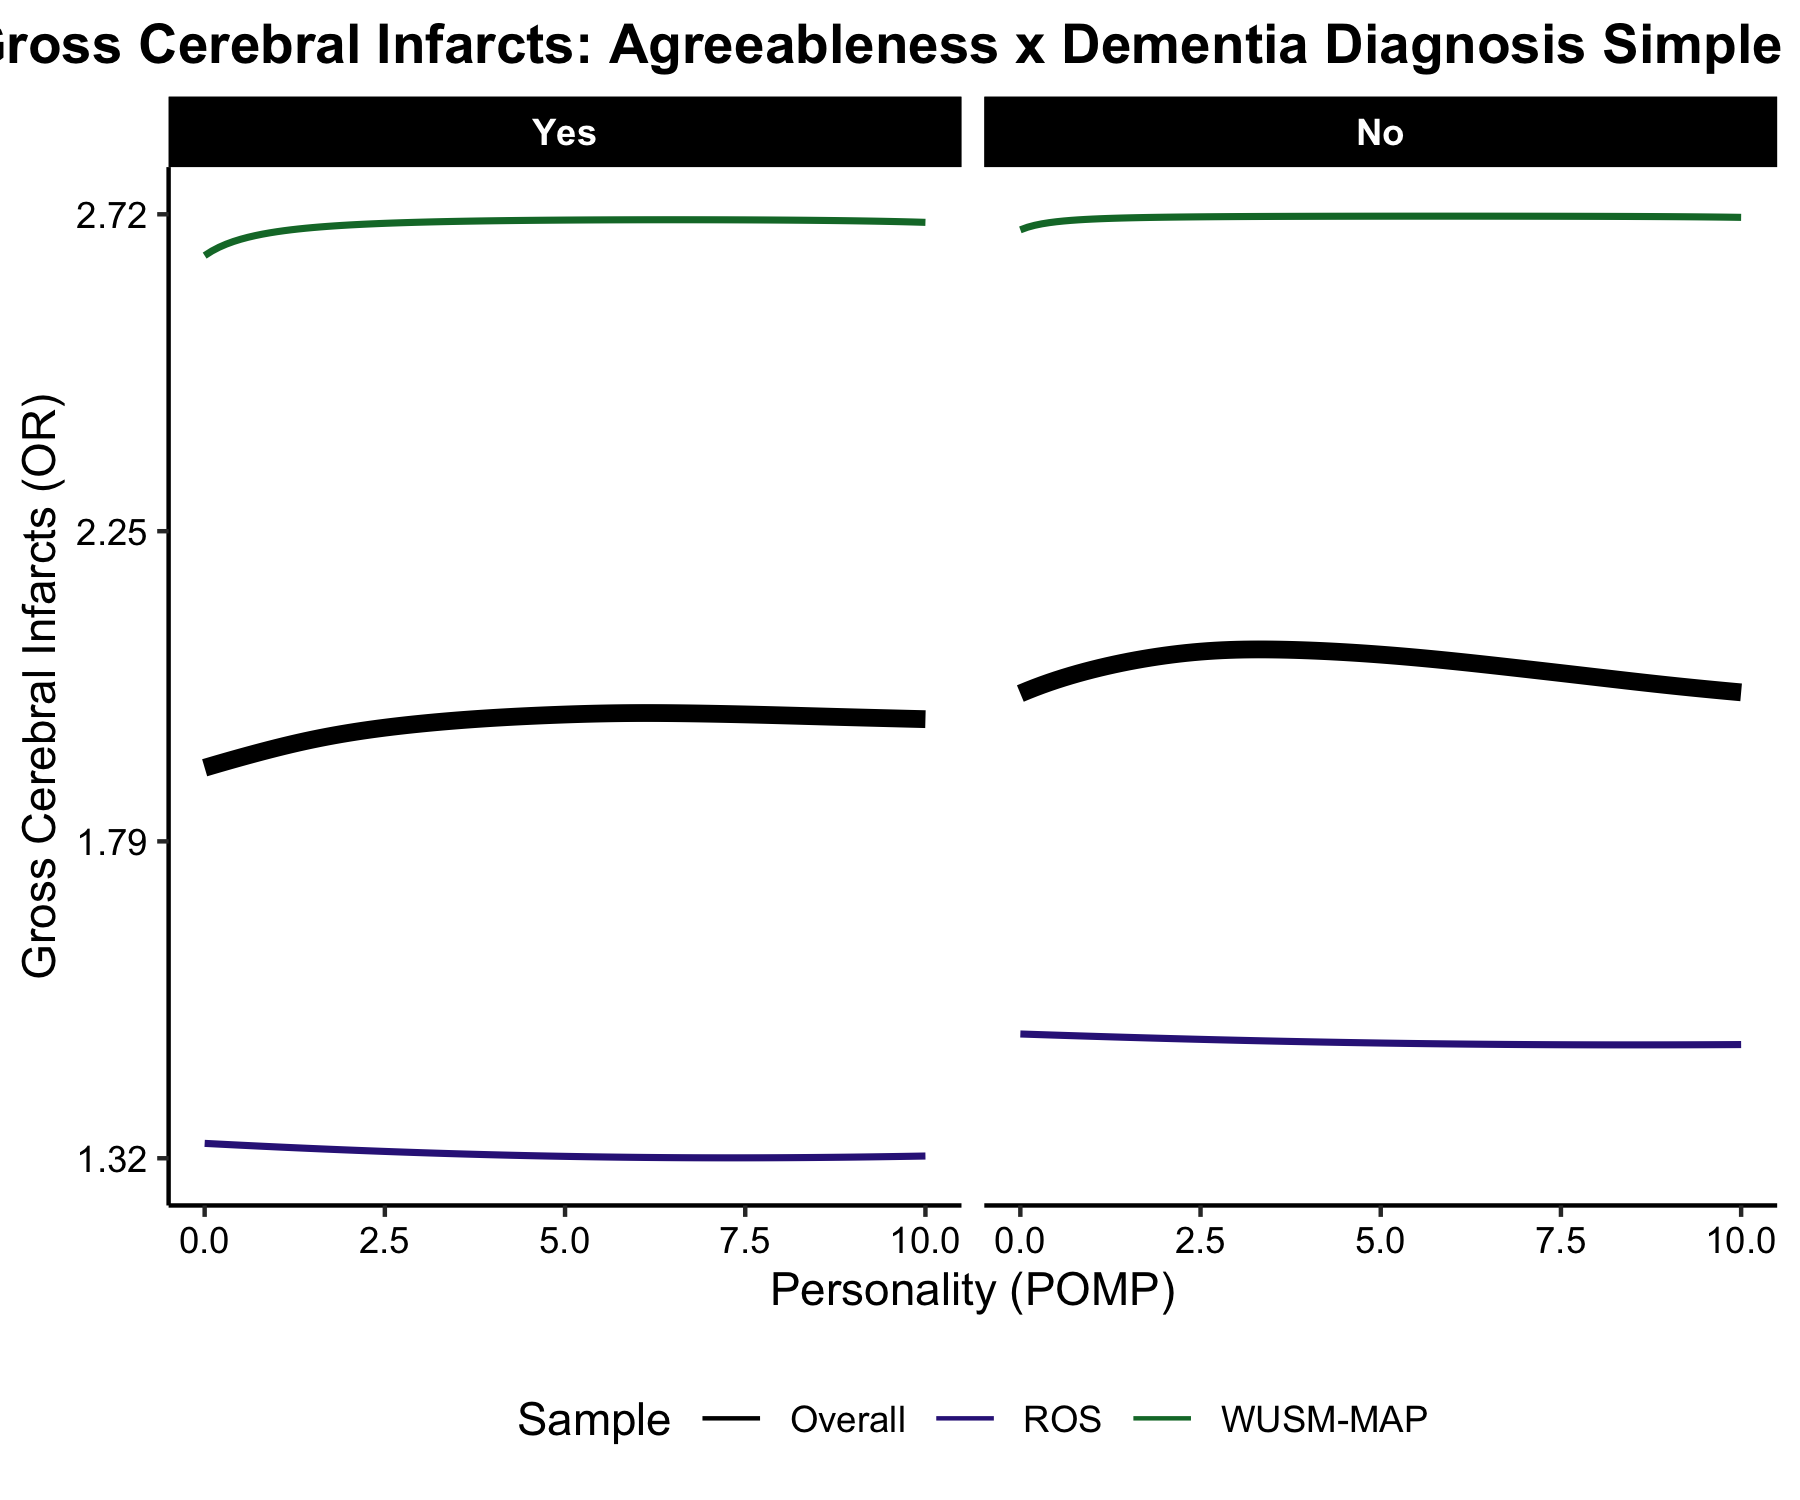 Gross Cerebral Infarcts: Agreeableness x Dementia Diagnosis Simple
Yes
No
Gross Cerebral Infarcts (OR)
2.72
2.25
1.79
1.32
0.0 2.5 5.0 7.5 10.0 0.0 2.5 5.0 7.5 10.0
Personality (POMP)
Sample Overall ROS WUSM-MAP